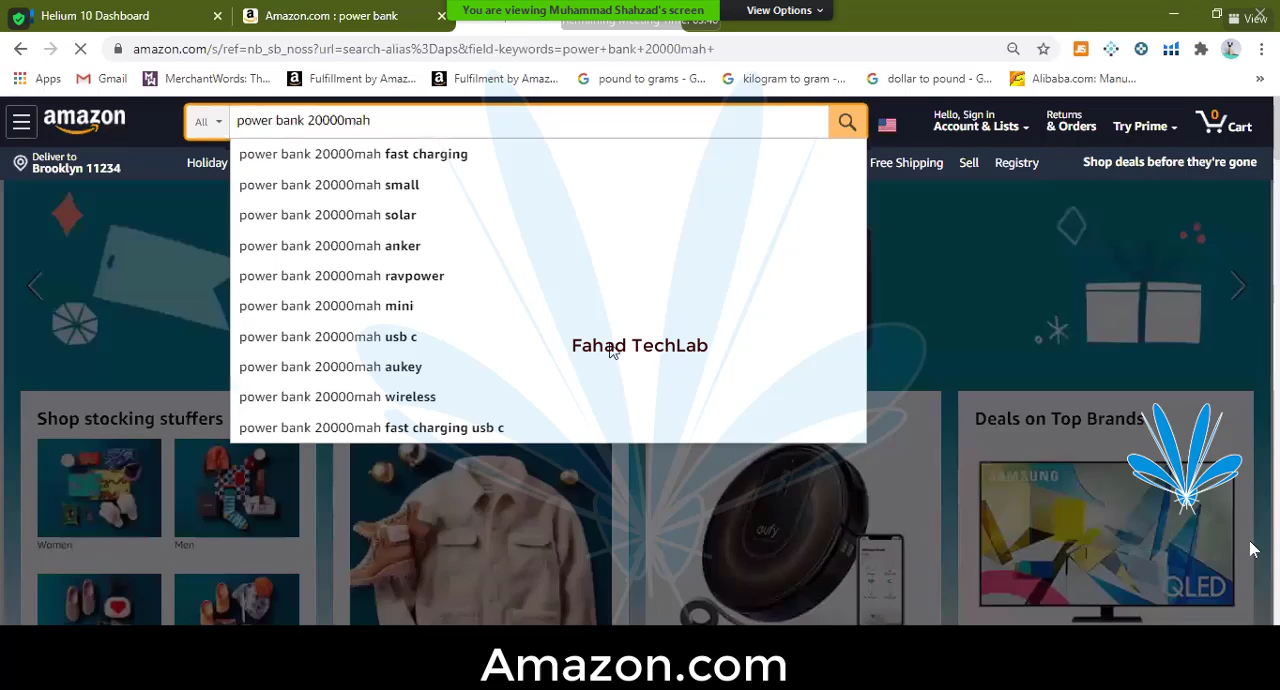 Helium 10 Dashboard
Amazon.com : power bank
You are viewing Muhammad Shahzad's screen
View Options
View
amazon.com/s/ref=nb_sb_noss?url=search-alias%3Daps&field-keywords=power+bank+20000mah+
Apps
Gmail
MerchantWords: Th...
Fulfillment by Amaz...
Fulfilment by Amaz...
pound to grams - G...
kilogram to gram -...
dollar to pound - G...
Alibaba.com: Manu...
»
amazon
All
power bank 20000mah
Hello, Sign in
Account & Lists
Returns
& Orders
Try Prime
0
Cart
Deliver to
Brooklyn 11234
Holiday
Free Shipping
Sell
Registry
Shop deals before they're gone
power bank 20000mah fast charging
power bank 20000mah small
power bank 20000mah solar
power bank 20000mah anker
power bank 20000mah ravpower
power bank 20000mah mini
power bank 20000mah usb c
power bank 20000mah aukey
power bank 20000mah wireless
power bank 20000mah fast charging usb c
Fahad TechLab
Shop stocking stuffers
Deals on Top Brands
SAMSUNG
eufy
QLED
Women
Men
Amazon.com